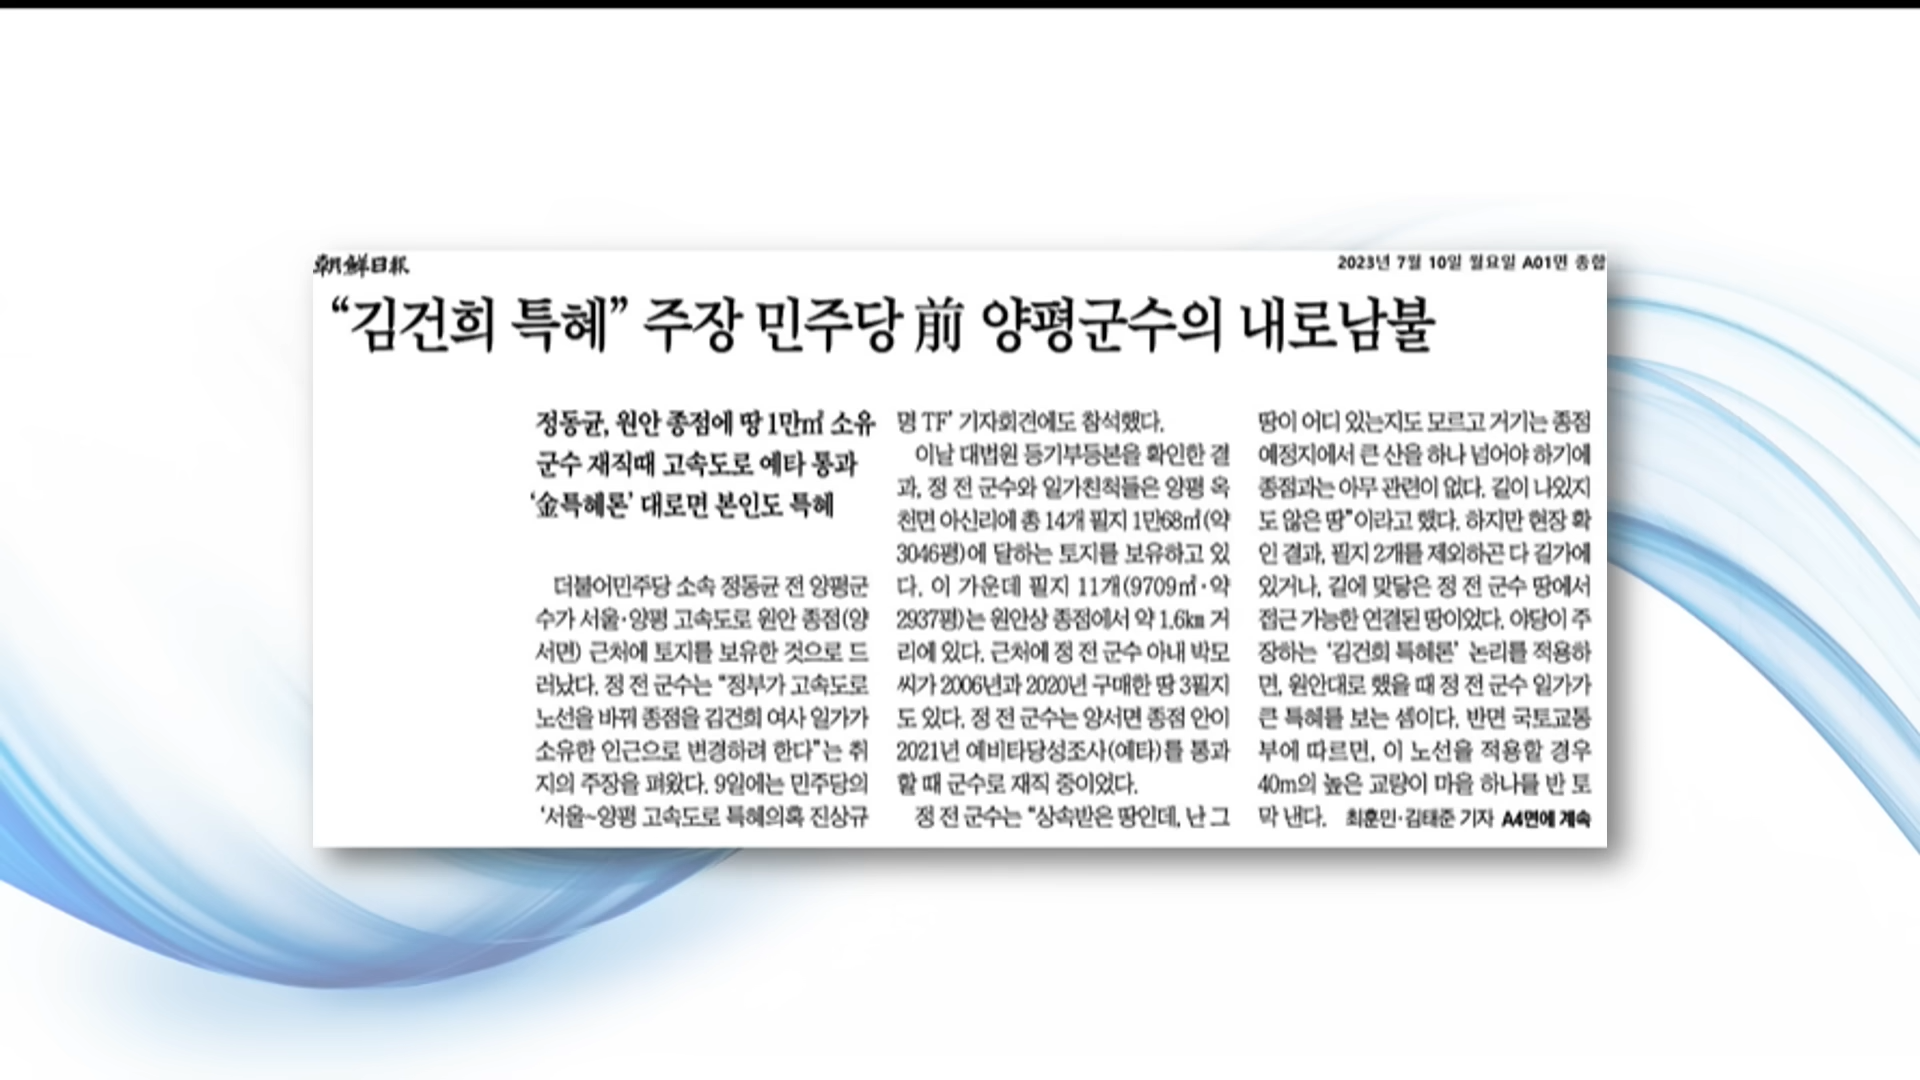 朝鮮日報
2023년 7월 10일 월요일 A01면 종합
“김건희 특혜” 주장 민주당 前 양평군수의 내로남불
정동균, 원안 종점에 땅 1만㎡ 소유
군수 재직때 고속도로 예타 통과
‘金특혜론’ 대로면 본인도 특혜
더불어민주당 소속 정동균 전 양평군
수가 서울·양평 고속도로 원안 종점(양
서면) 근처에 토지를 보유한 것으로 드
러났다. 정 전 군수는 “정부가 고속도로
노선을 바꿔 종점을 김건희 여사 일가가
소유한 인근으로 변경하려 한다”는 취
지의 주장을 펴왔다. 9일에는 민주당의
‘서울~양평 고속도로 특혜의혹 진상규
명 TF’ 기자회견에도 참석했다.
이날 대법원 등기부등본을 확인한 결
과, 정 전 군수와 일가친척들은 양평 옥
천면 아신리에 총 14개 필지 1만68㎡(약
3046평)에 달하는 토지를 보유하고 있
다. 이 가운데 필지 11개(9709㎡·약
2937평)는 원안상 종점에서 약 1.6㎞ 거
리에 있다. 근처에 정 전 군수 아내 박모
씨가 2006년과 2020년 구매한 땅 3필지
도 있다. 정 전 군수는 양서면 종점 안이
2021년 예비타당성조사(예타)를 통과
할 때 군수로 재직 중이었다.
정 전 군수는 “상속받은 땅인데, 난 그
땅이 어디 있는지도 모르고 거기는 종점
예정지에서 큰 산을 하나 넘어야 하기에
종점과는 아무 관련이 없다. 길이 나있지
도 않은 땅”이라고 했다. 하지만 현장 확
인 결과, 필지 2개를 제외하곤 다 길가에
있거나, 길에 맞닿은 정 전 군수 땅에서
접근 가능한 연결된 땅이었다. 야당이 주
장하는 ‘김건희 특혜론’ 논리를 적용하
면, 원안대로 했을 때 정 전 군수 일가가
큰 특혜를 보는 셈이다. 반면 국토교통
부에 따르면, 이 노선을 적용할 경우
40m의 높은 교량이 마을 하나를 반 토
막 낸다. 최훈민·김태준 기자 A4면에 계속